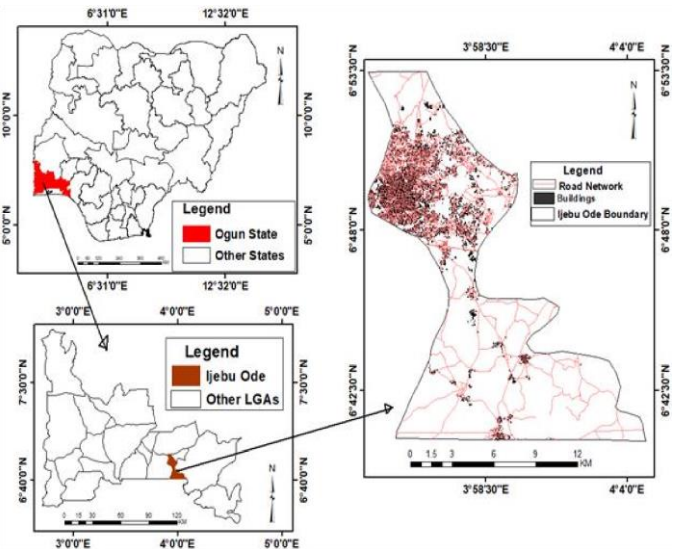 6°31'0"E 12°32'0"E
N
10°0'0"N 10°0'0"N
5°0'0"N 5°0'0"N
Legend
Ogun State
Other States
6°31'0"E 12°32'0"E
3°0'0"E 4°0'0"E 5°0'0"E
7°30'0"N 7°30'0"N
Legend
Ijebu Ode
Other LGAs
N
6°40'0"N 6°40'0"N
0 15 30 60 90 120
KM
3°0'0"E 4°0'0"E 5°0'0"E
3°58'30"E 4°4'0"E
6°53'30"N 6°53'30"N
N
Legend
Road Network
Buildings
Ijebu Ode Boundary
6°48'0"N 6°48'0"N
6°42'30"N 6°42'30"N
0 1.5 3 6 9 12
KM
3°58'30"E 4°4'0"E